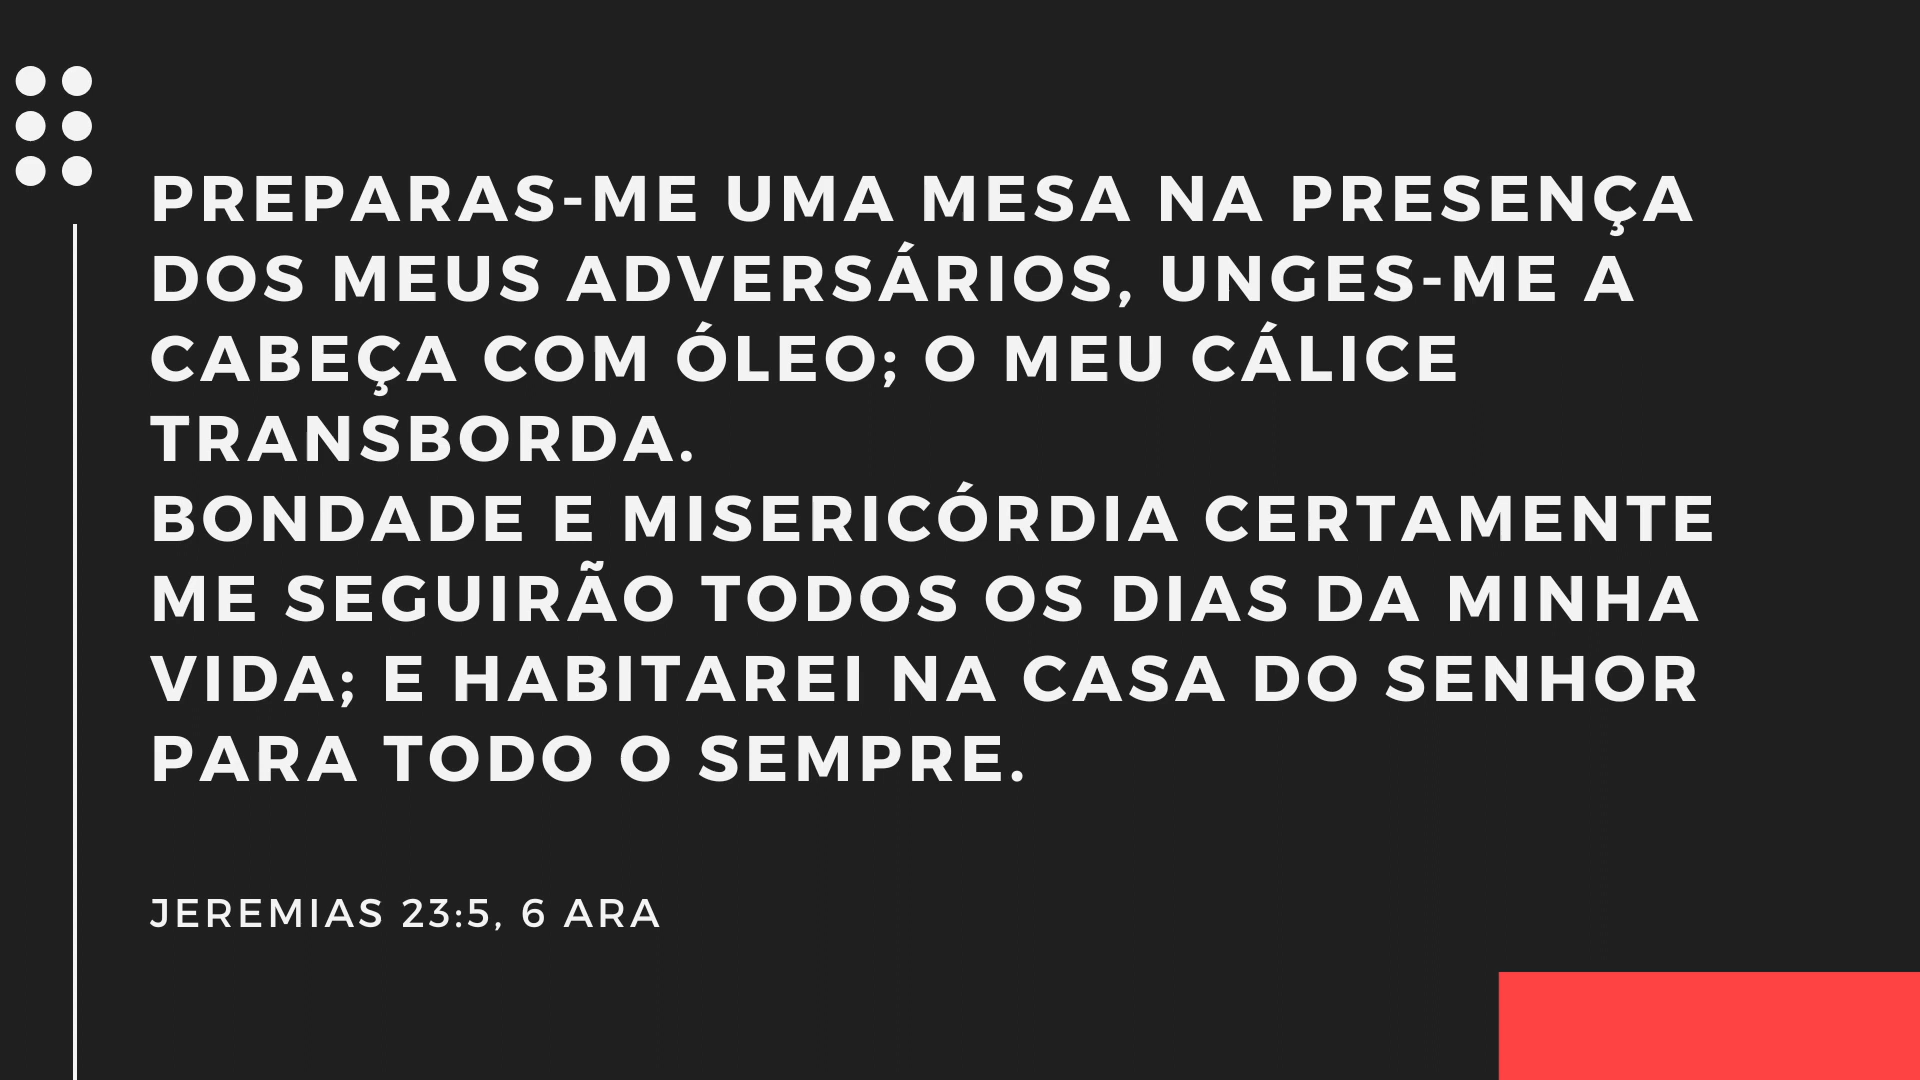 PREPARAS-ME UMA MESA NA PRESENÇA
DOS MEUS ADVERSÁRIOS, UNGES-ME A
CABEÇA COM ÓLEO; O MEU CÁLICE
TRANSBORDA.
BONDADE E MISERICÓRDIA CERTAMENTE
ME SEGUIRÃO TODOS OS DIAS DA MINHA
VIDA; E HABITAREI NA CASA DO SENHOR
PARA TODO O SEMPRE.
JEREMIAS 23:5, 6 ARA